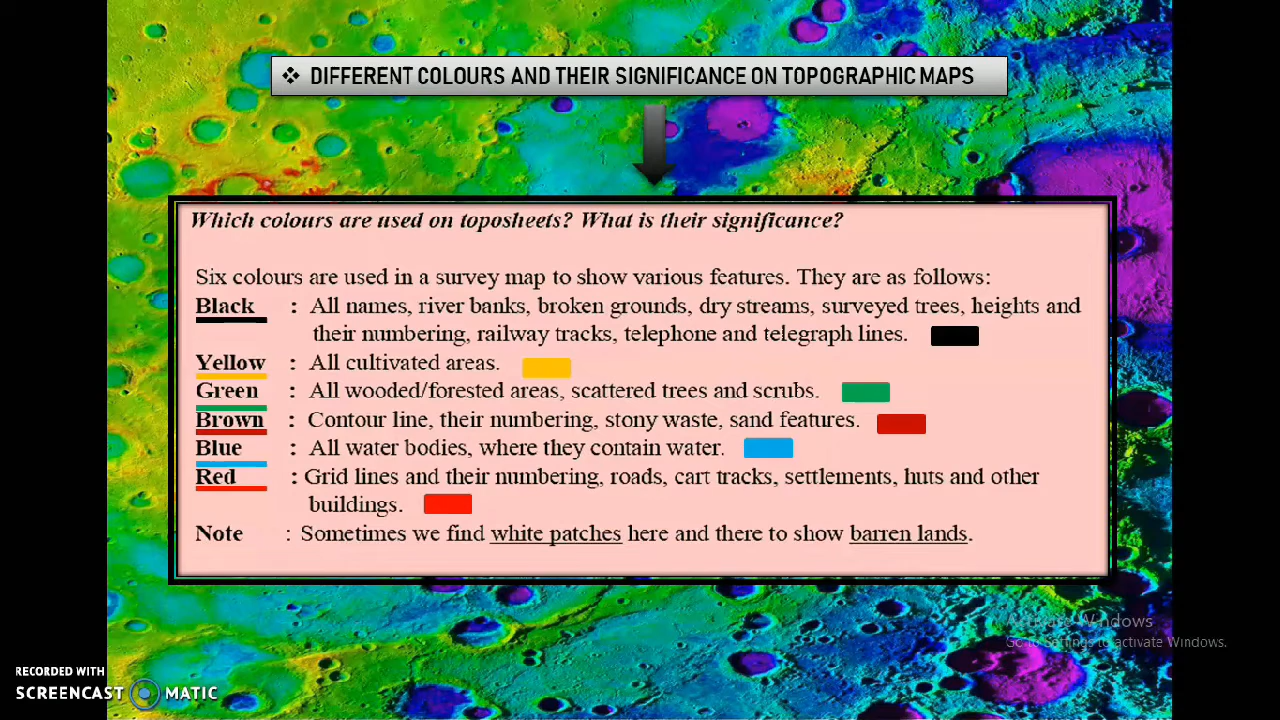 ❖ DIFFERENT COLOURS AND THEIR SIGNIFICANCE ON TOPOGRAPHIC MAPS
Which colours are used on toposheets? What is their significance?
Six colours are used in a survey map to show various features. They are as follows:
Black : All names, river banks, broken grounds, dry streams, surveyed trees, heights and
their numbering, railway tracks, telephone and telegraph lines.
Yellow : All cultivated areas.
Green : All wooded/forested areas, scattered trees and scrubs.
Brown : Contour line, their numbering, stony waste, sand features.
Blue : All water bodies, where they contain water.
Red : Grid lines and their numbering, roads, cart tracks, settlements, huts and other
buildings.
Note : Sometimes we find white patches here and there to show barren lands.
Activate Windows
Go to Settings to activate Windows.
RECORDED WITH
SCREENCAST MATIC